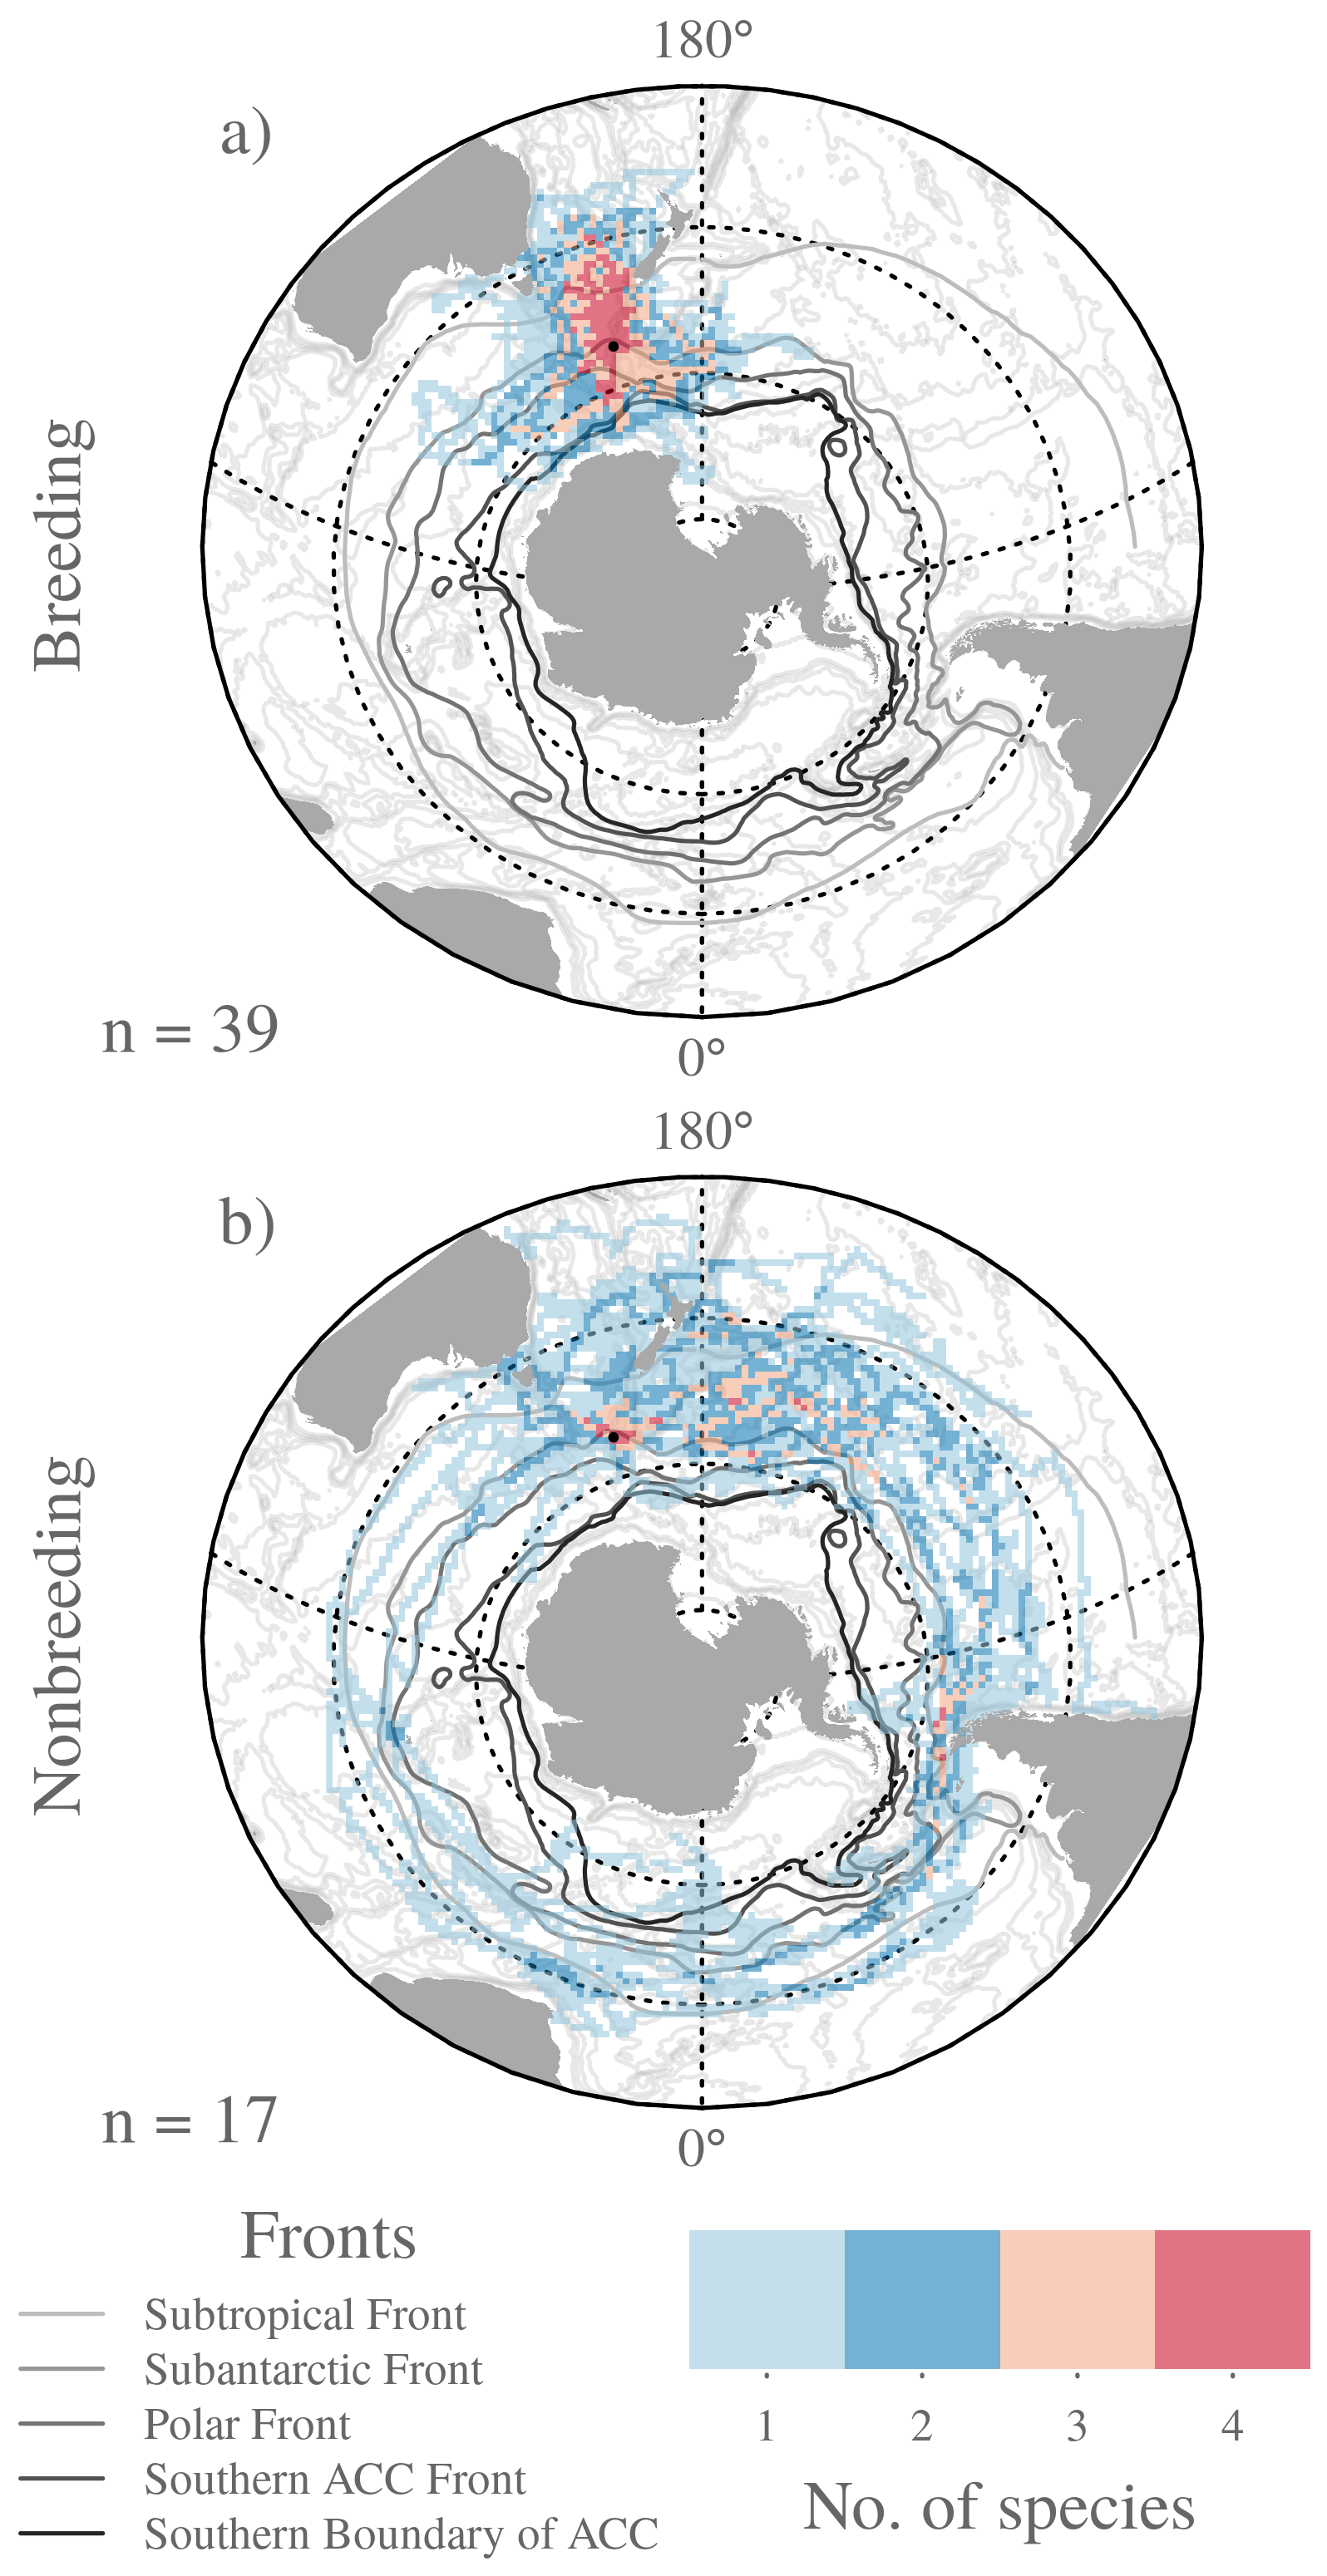 180°
a)
Breeding
n = 39
0°
180°
b)
Nonbreeding
n = 17
0°
Fronts
Subtropical Front
Subantarctic Front
Polar Front
Southern ACC Front
Southern Boundary of ACC
1 2 3 4
No. of species